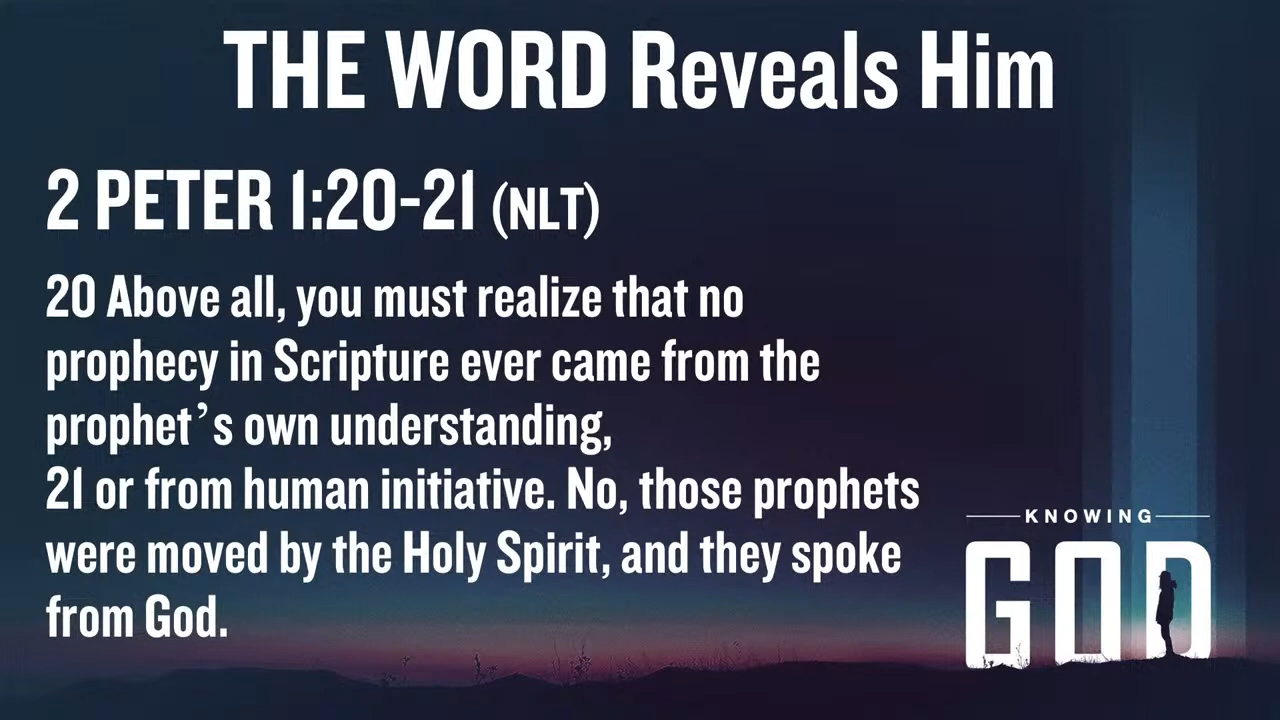 THE WORD Reveals Him
2 PETER 1:20-21 (NLT)
20 Above all, you must realize that no
prophecy in Scripture ever came from the
prophet’s own understanding,
21 or from human initiative. No, those prophets
were moved by the Holy Spirit, and they spoke
from God.
KNOWING
GOD